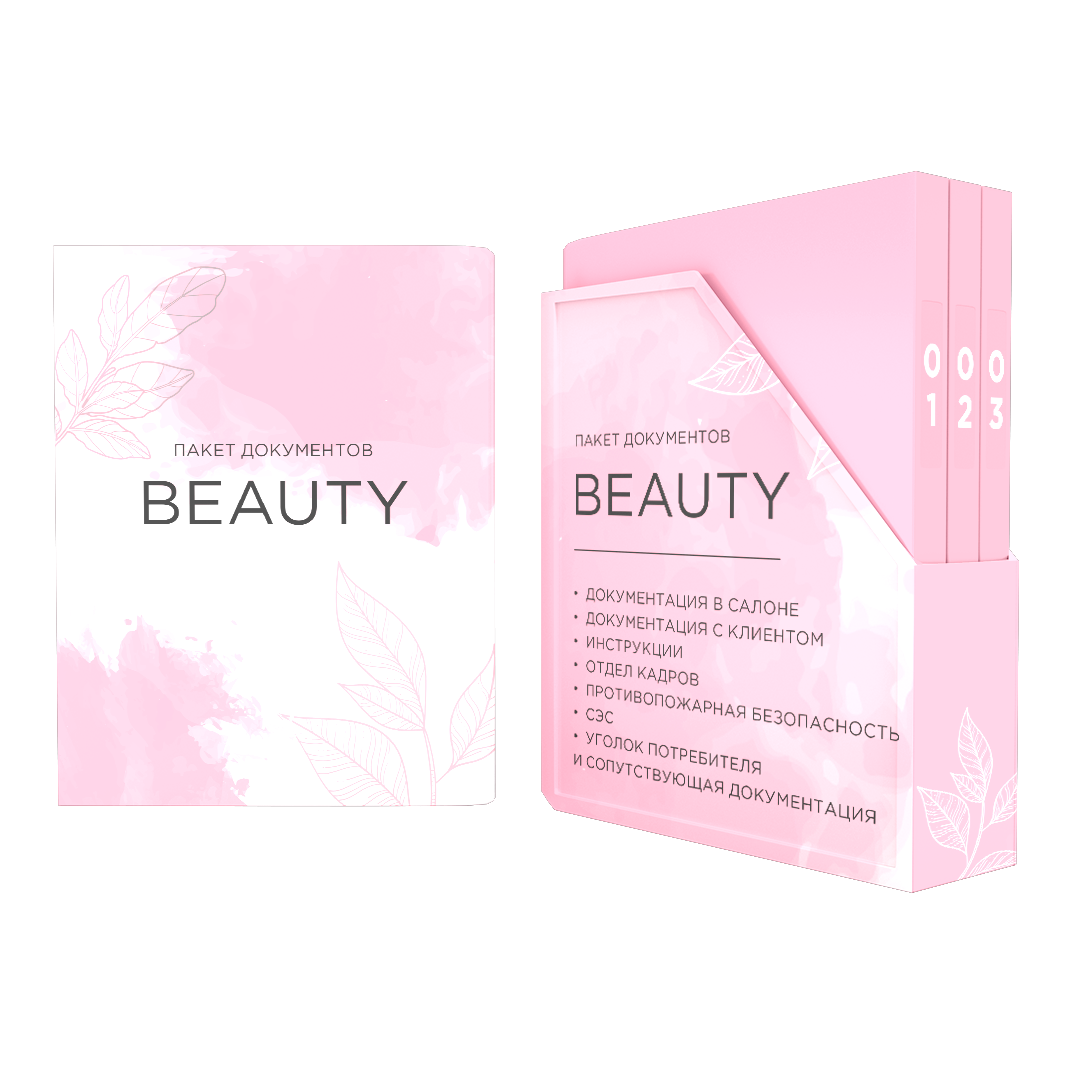 ПАКЕТ ДОКУМЕНТОВ
BEAUTY
ПАКЕТ ДОКУМЕНТОВ
BEAUTY
• ДОКУМЕНТАЦИЯ В САЛОНЕ
• ДОКУМЕНТАЦИЯ С КЛИЕНТОМ
• ИНСТРУКЦИИ
• ОТДЕЛ КАДРОВ
• ПРОТИВОПОЖАРНАЯ БЕЗОПАСНОСТЬ
• СЭС
• УГОЛОК ПОТРЕБИТЕЛЯ
И СОПУТСТВУЮЩАЯ ДОКУМЕНТАЦИЯ
01
02
03